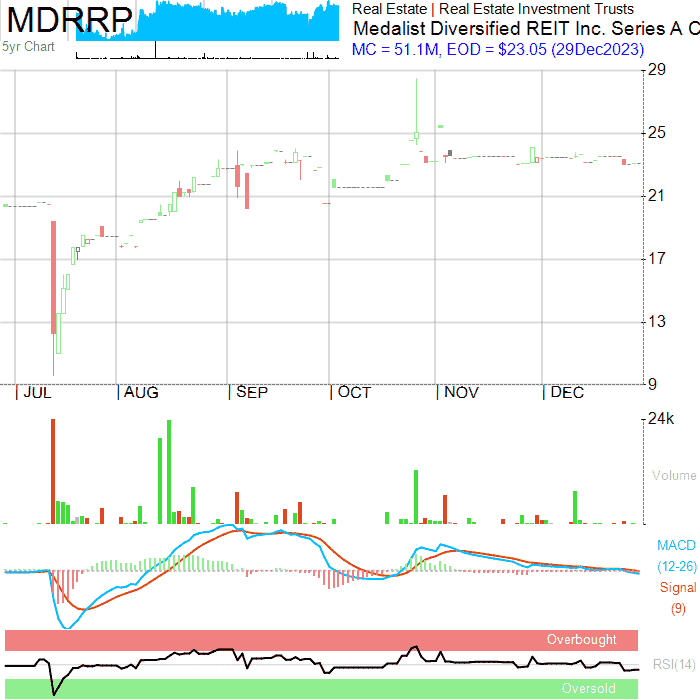 MDRRP
5yr Chart
Real Estate | Real Estate Investment Trusts
Medalist Diversified REIT Inc. Series A C
MC = 51.1M, EOD = $23.05 (29Dec2023)
29
25
21
17
13
9
|JUL |AUG |SEP |OCT |NOV |DEC
24k
Volume
MACD
(12-26)
Signal
(9)
Overbought
RSI(14)
Oversold